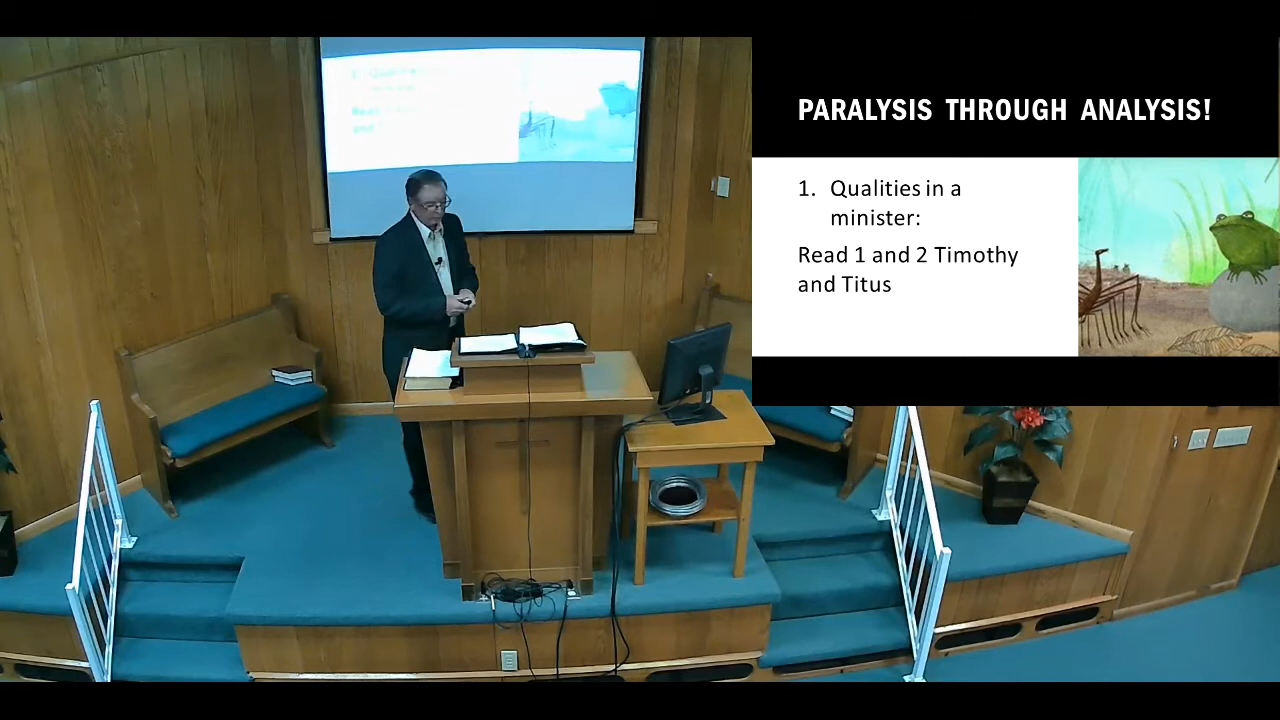 PARALYSIS THROUGH ANALYSIS!
1. Qualities in a
minister:
Read 1 and 2 Timothy
and Titus